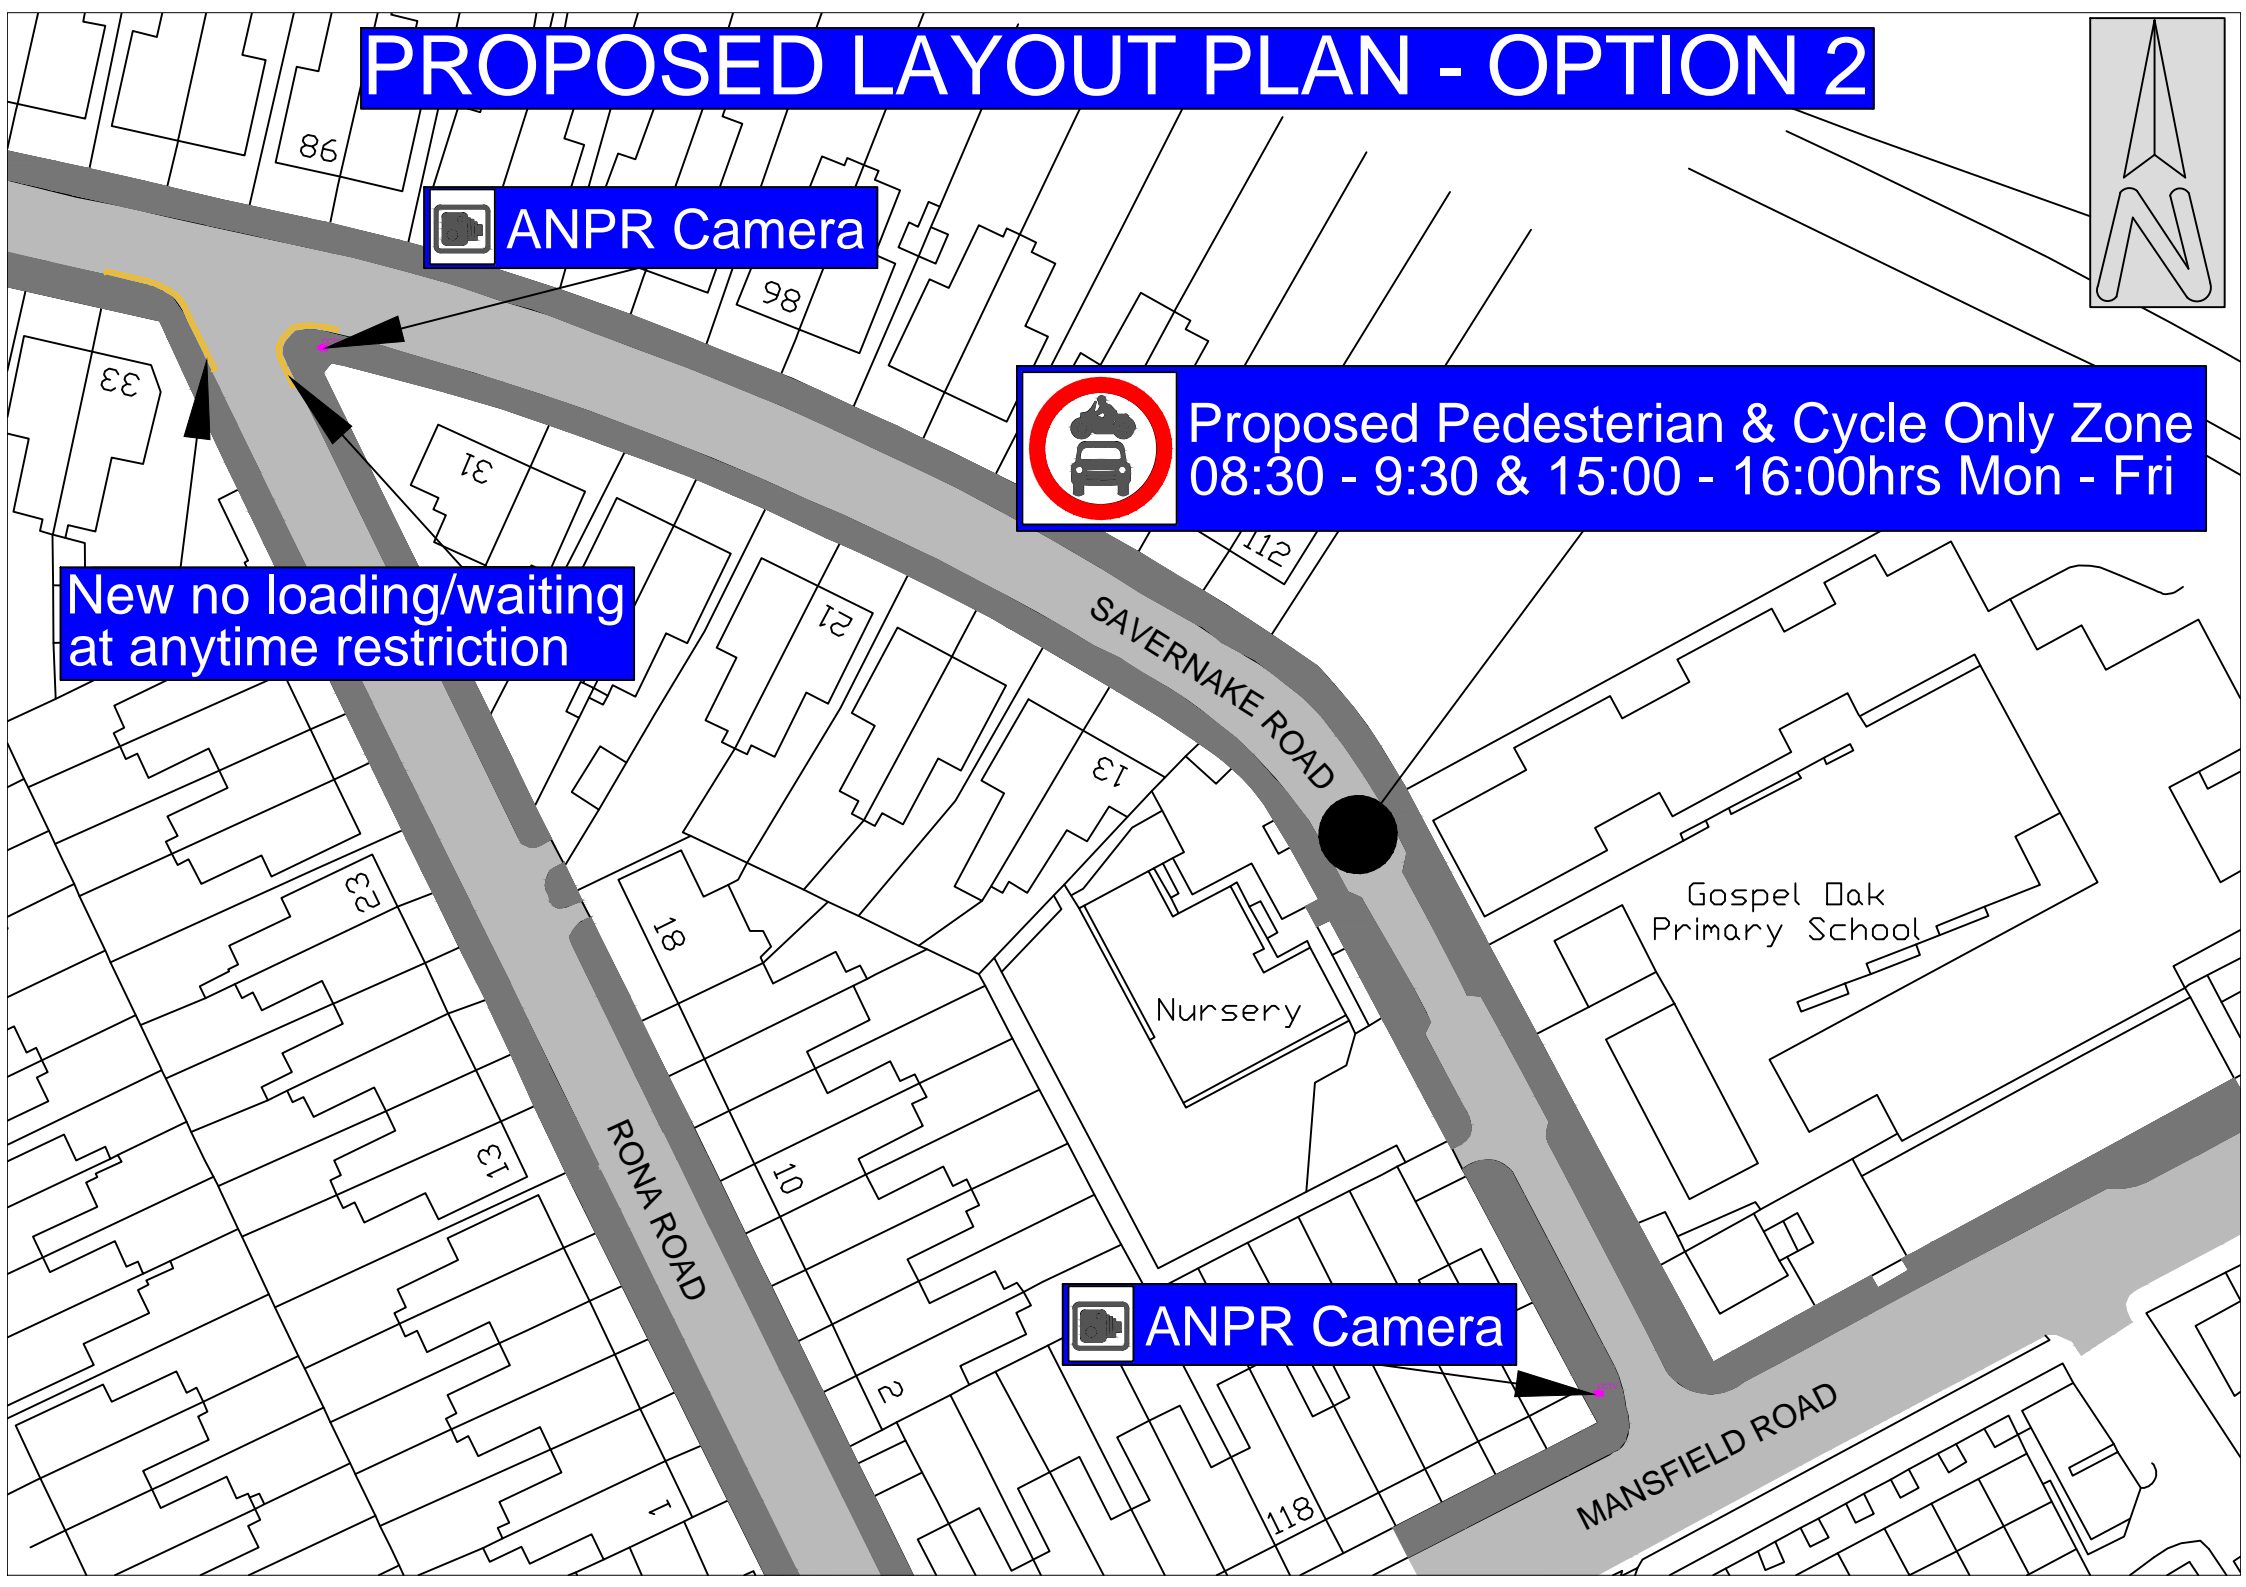 PROPOSED LAYOUT PLAN - OPTION 2
N
86
ANPR Camera
98
33
31
Proposed Pedesterian & Cycle Only Zone
08:30 - 9:30 & 15:00 - 16:00hrs Mon - Fri
112
New no loading/waiting
at anytime restriction
21
SAVERNAKE ROAD
13
23
18
Gospel Oak
Primary School
Nursery
13
RONA ROAD
10
ANPR Camera
2
MANSFIELD ROAD
118
1